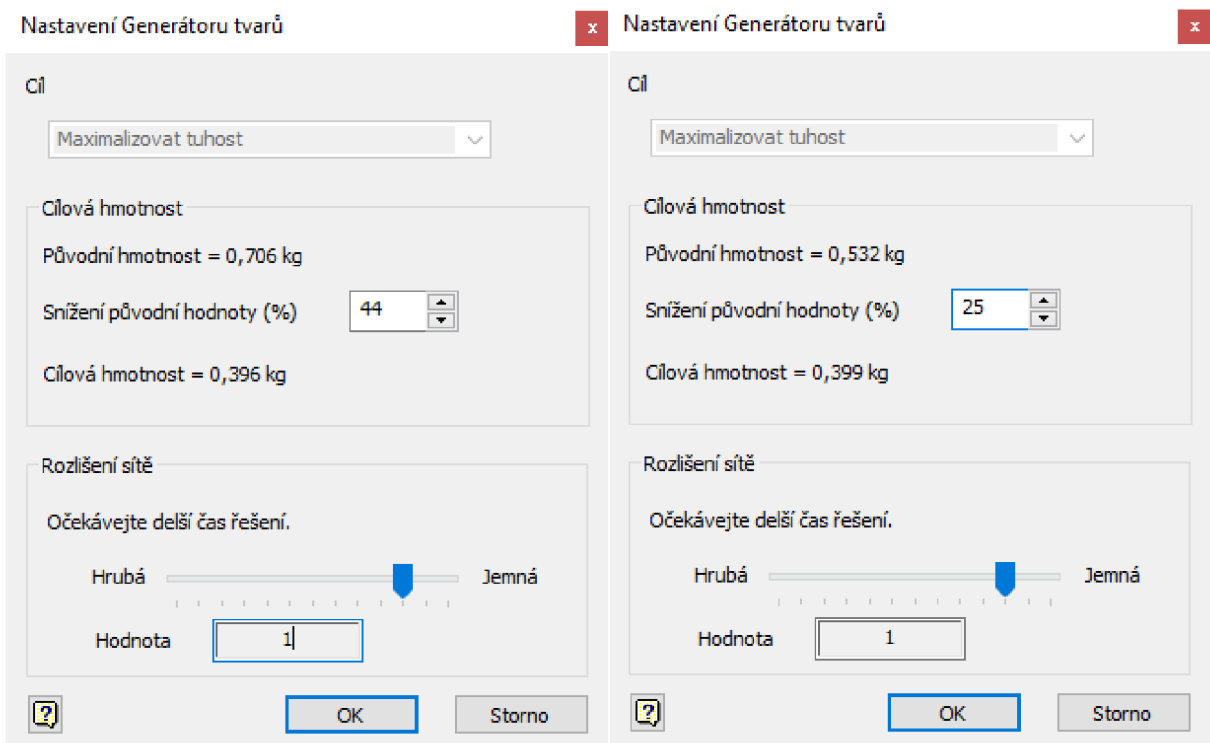 Nastavení Generátoru tvarů
x
Cíl
Maximalizovat tuhost
Cílová hmotnost
Původní hmotnost = 0,706 kg
Snížení původní hodnoty (%) 44
Cílová hmotnost = 0,396 kg
Rozlišení sítě
Očekávejte delší čas řešení.
Hrubá Jemná
Hodnota 1
? OK Storno
Nastavení Generátoru tvarů
x
Cíl
Maximalizovat tuhost
Cílová hmotnost
Původní hmotnost = 0,532 kg
Snížení původní hodnoty (%) 25
Cílová hmotnost = 0,399 kg
Rozlišení sítě
Očekávejte delší čas řešení.
Hrubá Jemná
Hodnota 1
? OK Storno